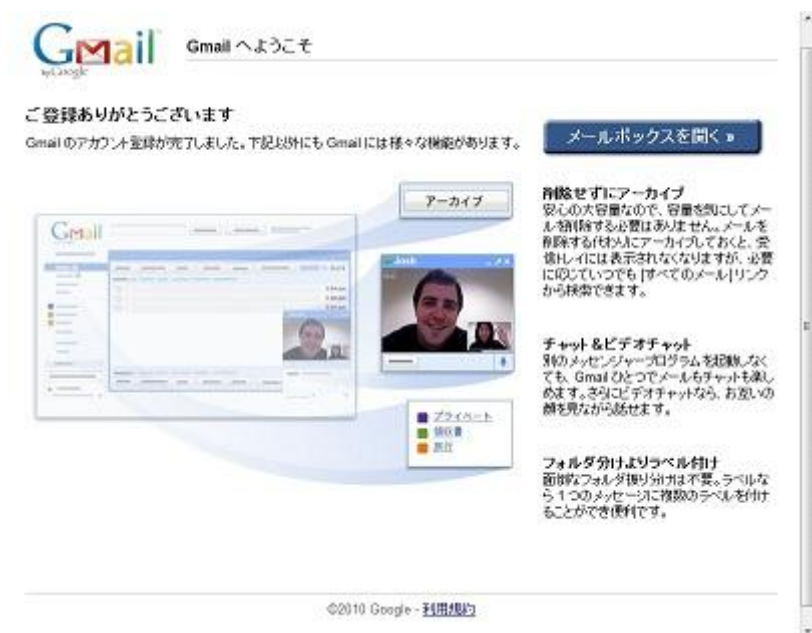 Gmail
by Google
Gmail へようこそ
ご登録ありがとうございます
Gmail のアカウント登録が完了しました。下記以外にも Gmail には様々な機能があります。
メールボックスを開く »
アーカイブ
削除せずにアーカイブ
安心の大容量なので、容量を気にしてメー
ルを削除する必要はありません。メールを
削除する代わりにアーカイブしておくと、受
信トレイには表示されなくなりますが、必要
に応じていつでも [すべてのメール] リンク
から検索できます。
Gmail
Josh
チャット &ビデオチャット
別のメッセンジャープログラムを起動しなく
ても、Gmail ひとつでメールもチャットも楽し
めます。さらにビデオチャットなら、お互いの
顔を見ながら話せます。
プライベート
領収書
旅行
フォルダ分けよりラベル付け
面倒なフォルダ振り分けは不要。ラベルな
ら 1 つのメッセージに複数のラベルを付け
ることができ便利です。
©2010 Google - 利用規約